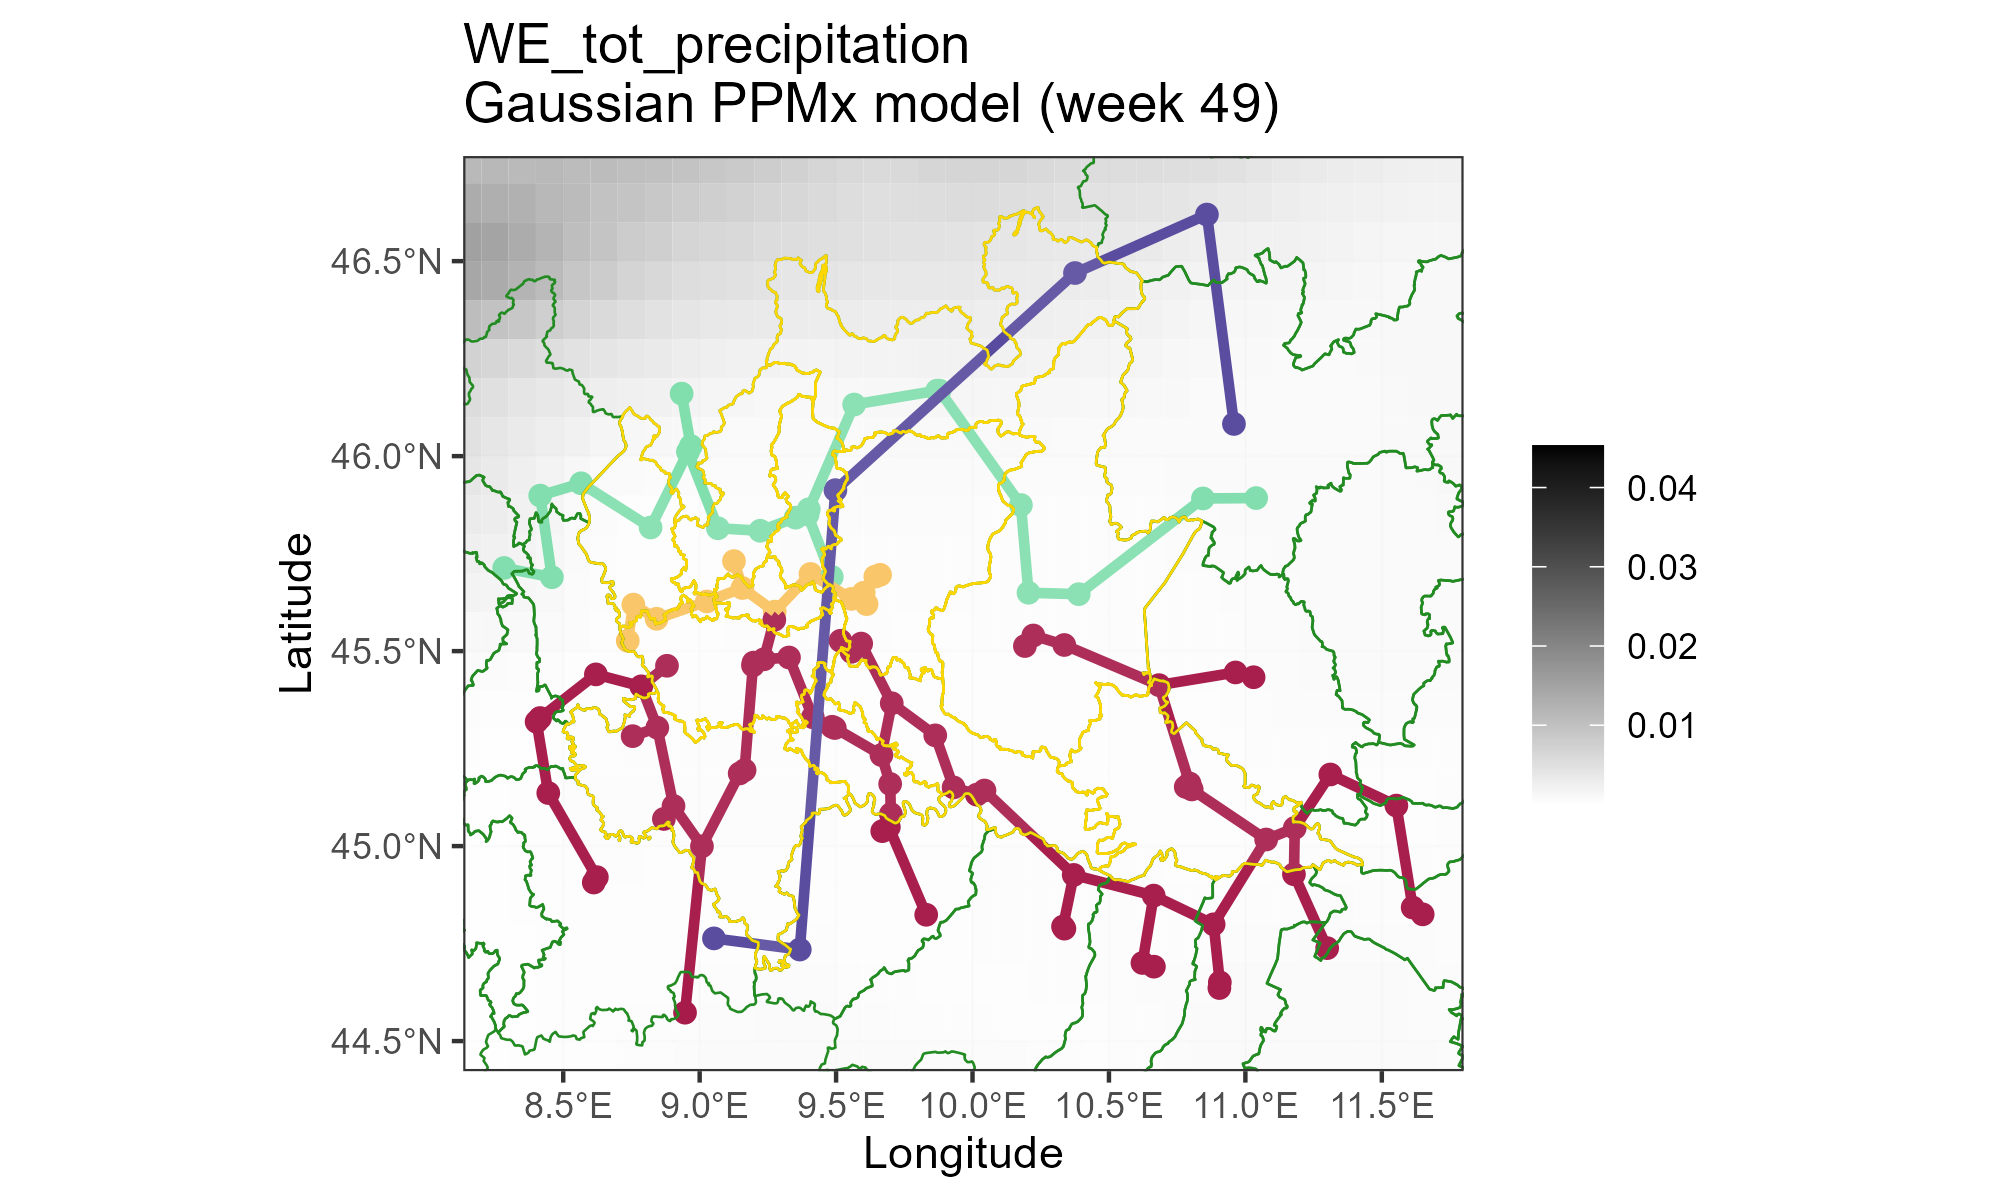 WE_tot_precipitation
Gaussian PPMx model (week 49)
46.5°N
46.0°N
45.5°N
45.0°N
44.5°N
Latitude
8.5°E 9.0°E 9.5°E 10.0°E 10.5°E 11.0°E 11.5°E
Longitude
0.04
0.03
0.02
0.01